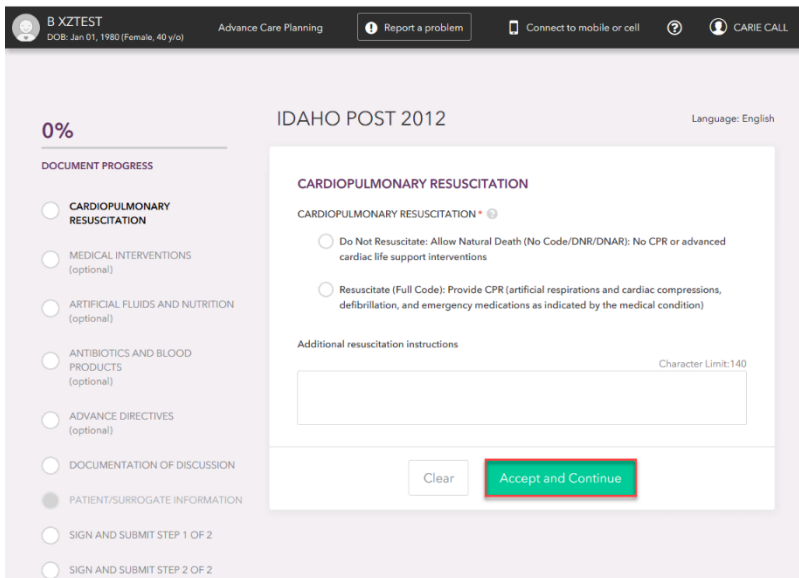 B XZTEST
DOB: Jan 01, 1980 (Female, 40 y/o)
Advance Care Planning
Report a problem
Connect to mobile or cell
CARIE CALL
0%
DOCUMENT PROGRESS
CARDIOPULMONARY
RESUSCITATION
MEDICAL INTERVENTIONS
(optional)
ARTIFICIAL FLUIDS AND NUTRITION
(optional)
ANTIBIOTICS AND BLOOD
PRODUCTS
(optional)
ADVANCE DIRECTIVES
(optional)
DOCUMENTATION OF DISCUSSION
PATIENT/SURROGATE INFORMATION
SIGN AND SUBMIT STEP 1 OF 2
SIGN AND SUBMIT STEP 2 OF 2
IDAHO POST 2012
Language: English
CARDIOPULMONARY RESUSCITATION
CARDIOPULMONARY RESUSCITATION *
Do Not Resuscitate: Allow Natural Death (No Code/DNR/DNAR): No CPR or advanced
cardiac life support interventions
Resuscitate (Full Code): Provide CPR (artificial respirations and cardiac compressions,
defibrillation, and emergency medications as indicated by the medical condition)
Additional resuscitation instructions
Character Limit:140
Clear
Accept and Continue